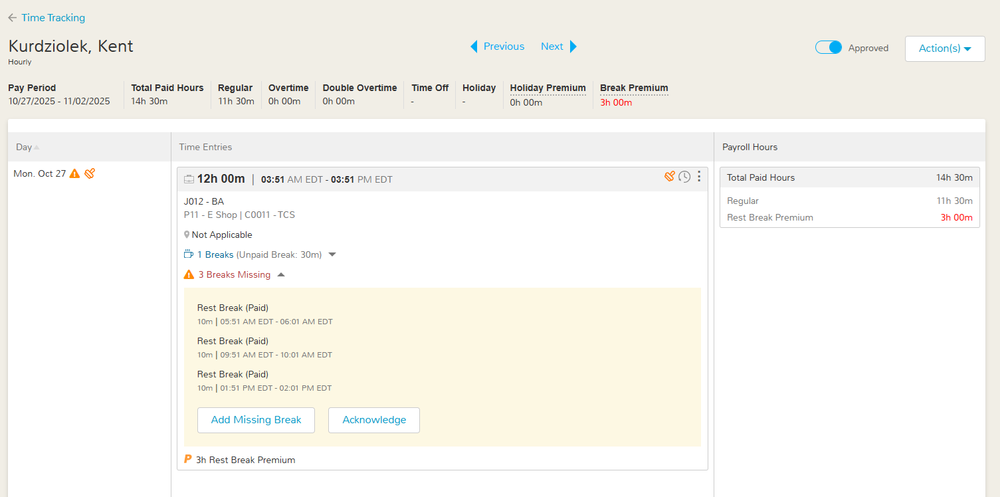 Time Tracking
Kurdziolek, Kent
Hourly
Previous Next
Approved
Action(s)
Pay Period Total Paid Hours Regular Overtime Double Overtime Time Off Holiday Holiday Premium Break Premium
10/27/2025 - 11/02/2025 14h 30m 11h 30m 0h 00m 0h 00m - - 0h 00m 3h 00m
Day Time Entries Payroll Hours
Mon. Oct 27
12h 00m | 03:51 AM EDT - 03:51 PM EDT
J012 - BA
P11 - E Shop | C0011 - TCS
Not Applicable
1 Breaks (Unpaid Break: 30m)
3 Breaks Missing
Rest Break (Paid)
10m | 05:51 AM EDT - 06:01 AM EDT
Rest Break (Paid)
10m | 09:51 AM EDT - 10:01 AM EDT
Rest Break (Paid)
10m | 01:51 PM EDT - 02:01 PM EDT
Add Missing Break Acknowledge
P 3h Rest Break Premium
Total Paid Hours 14h 30m
Regular 11h 30m
Rest Break Premium 3h 00m